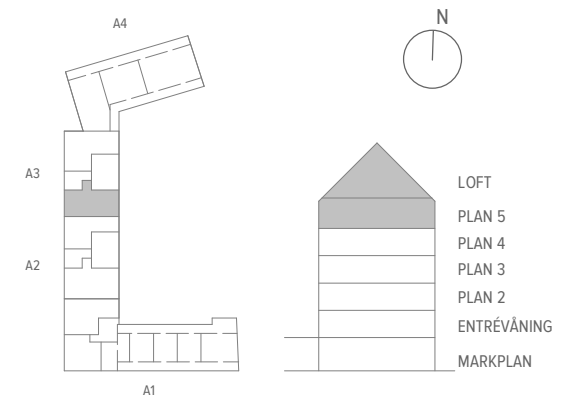 A4
N
A3
A2
A1
LOFT
PLAN 5
PLAN 4
PLAN 3
PLAN 2
ENTRÉVÅNING
MARKPLAN